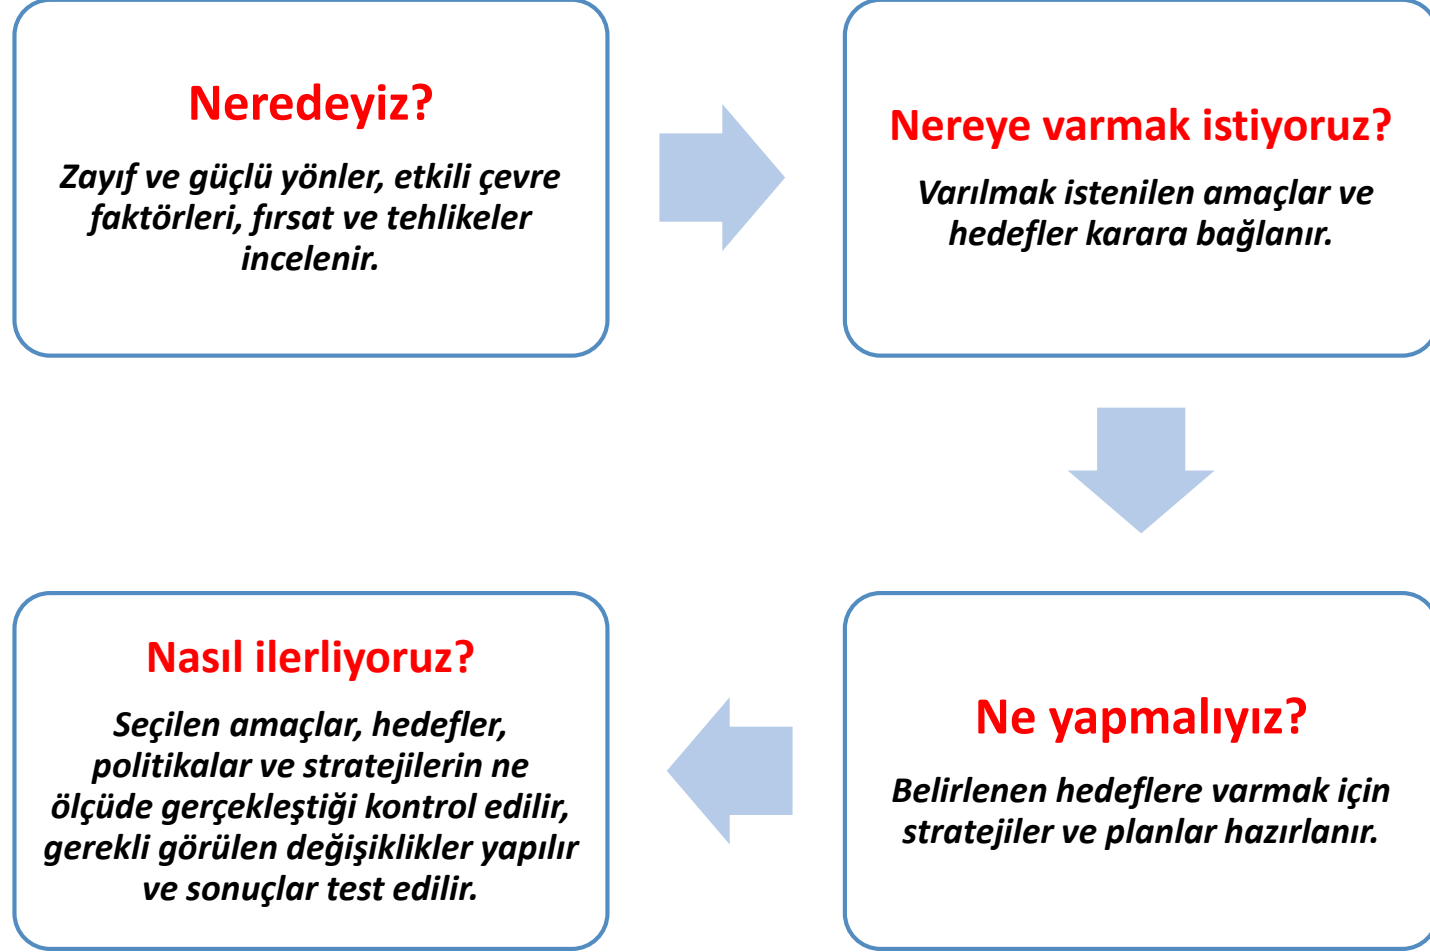 Neredeyiz?
Zayıf ve güçlü yönler, etkili çevre
faktörleri, fırsat ve tehlikeler
incelenir.
Nereye varmak istiyoruz?
Varılmak istenilen amaçlar ve
hedefler karara bağlanır.
Ne yapmalıyız?
Belirlenen hedeflere varmak için
stratejiler ve planlar hazırlanır.
Nasıl ilerliyoruz?
Seçilen amaçlar, hedefler,
politikalar ve stratejilerin ne
ölçüde gerçekleştiği kontrol edilir,
gerekli görülen değişiklikler yapılır
ve sonuçlar test edilir.